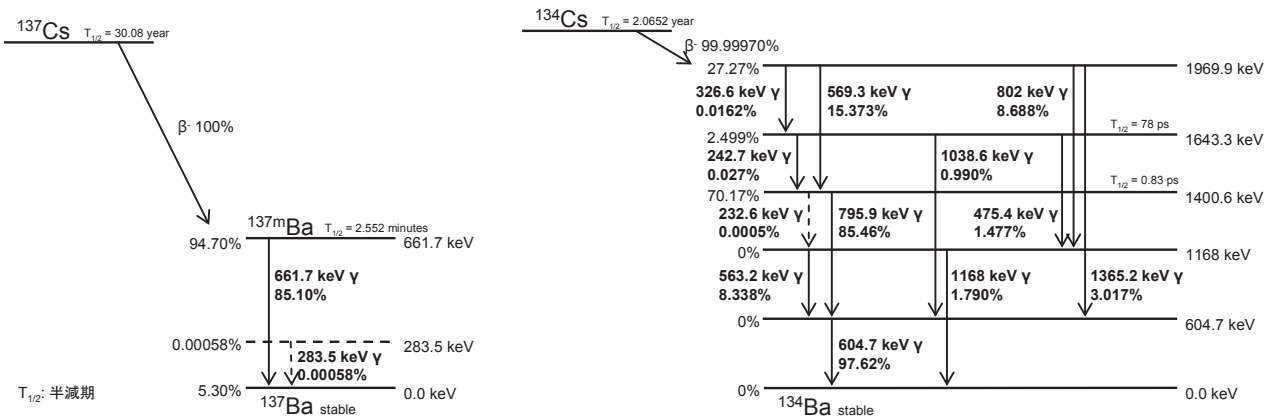 137Cs T1/2 = 30.08 year
β- 100%
137mBa T1/2 = 2.552 minutes
94.70% 661.7 keV
661.7 keV γ
85.10%
0.00058% 283.5 keV
283.5 keV γ
0.00058%
5.30% 0.0 keV
137Ba stable
T1/2: 半減期
134Cs T1/2 = 2.0652 year
β- 99.99970%
27.27% 1969.9 keV
326.6 keV γ
0.0162%
569.3 keV γ
15.373%
802 keV γ
8.688%
T1/2 = 78 ps
2.499% 1643.3 keV
242.7 keV γ
0.027%
1038.6 keV γ
0.990%
T1/2 = 0.83 ps
70.17% 1400.6 keV
232.6 keV γ
0.0005%
795.9 keV γ
85.46%
475.4 keV γ
1.477%
0% 1168 keV
563.2 keV γ
8.338%
1168 keV γ
1.790%
1365.2 keV γ
3.017%
0% 604.7 keV
604.7 keV γ
97.62%
0% 0.0 keV
134Ba stable